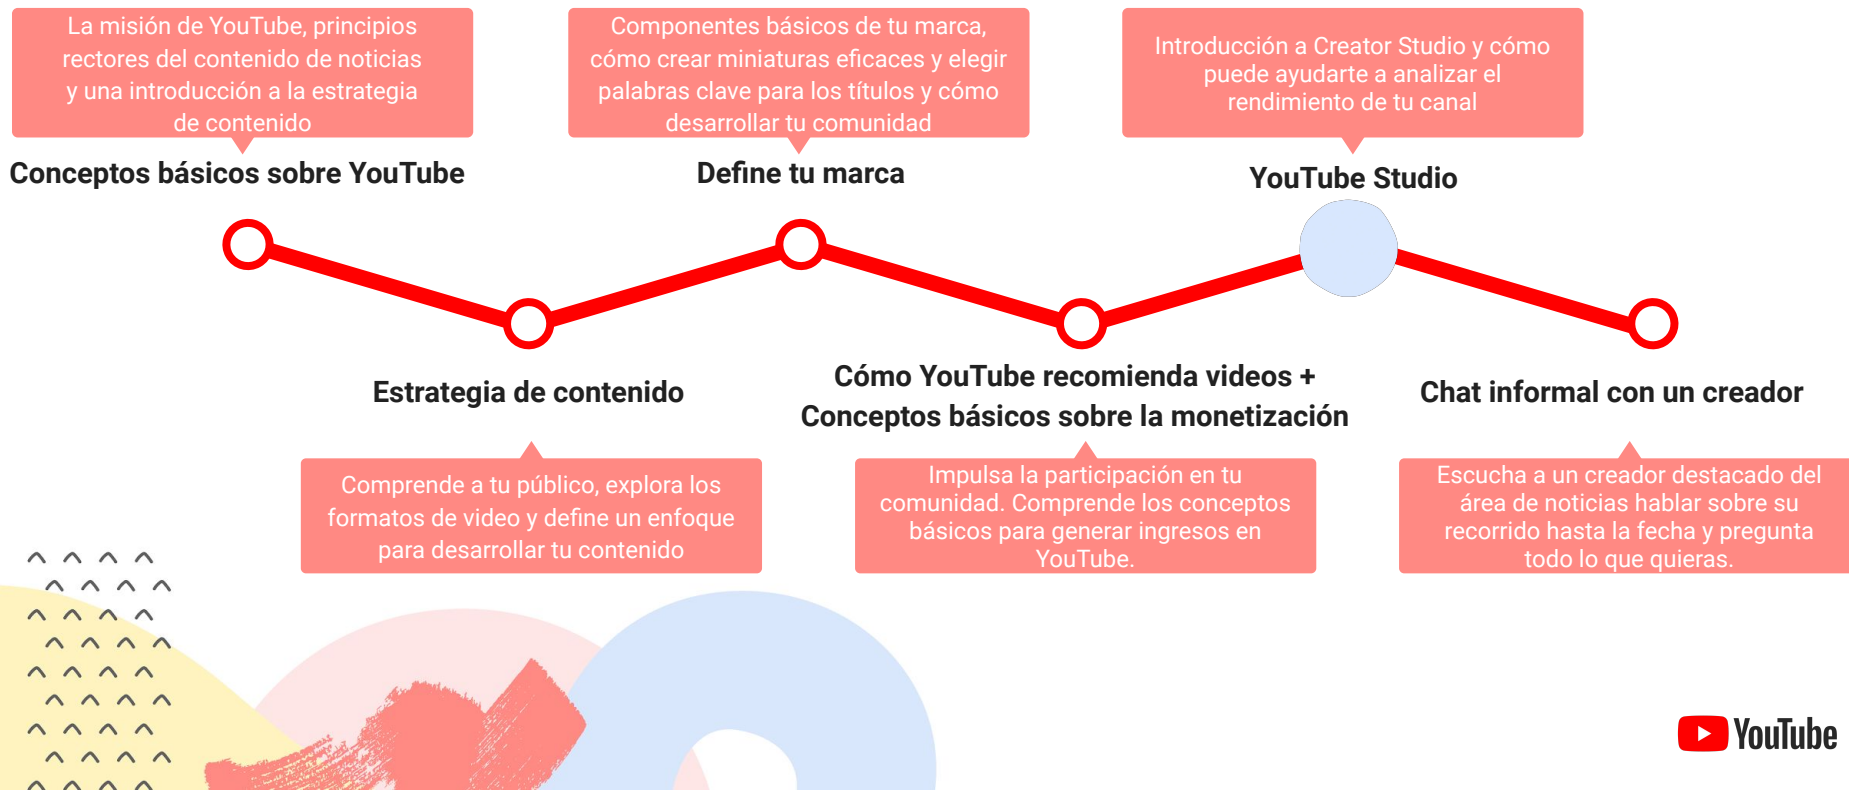 La misión de YouTube, principios
rectores del contenido de noticias
y una introducción a la estrategia
de contenido
Conceptos básicos sobre YouTube
Componentes básicos de tu marca,
cómo crear miniaturas eficaces y elegir
palabras clave para los títulos y cómo
desarrollar tu comunidad
Define tu marca
Introducción a Creator Studio y cómo
puede ayudarte a analizar el
rendimiento de tu canal
YouTube Studio
Estrategia de contenido
Comprende a tu público, explora los
formatos de video y define un enfoque
para desarrollar tu contenido
Cómo YouTube recomienda videos +
Conceptos básicos sobre la monetización
Impulsa la participación en tu
comunidad. Comprende los conceptos
básicos para generar ingresos en
YouTube.
Chat informal con un creador
Escucha a un creador destacado del
área de noticias hablar sobre su
recorrido hasta la fecha y pregunta
todo lo que quieras.
YouTube